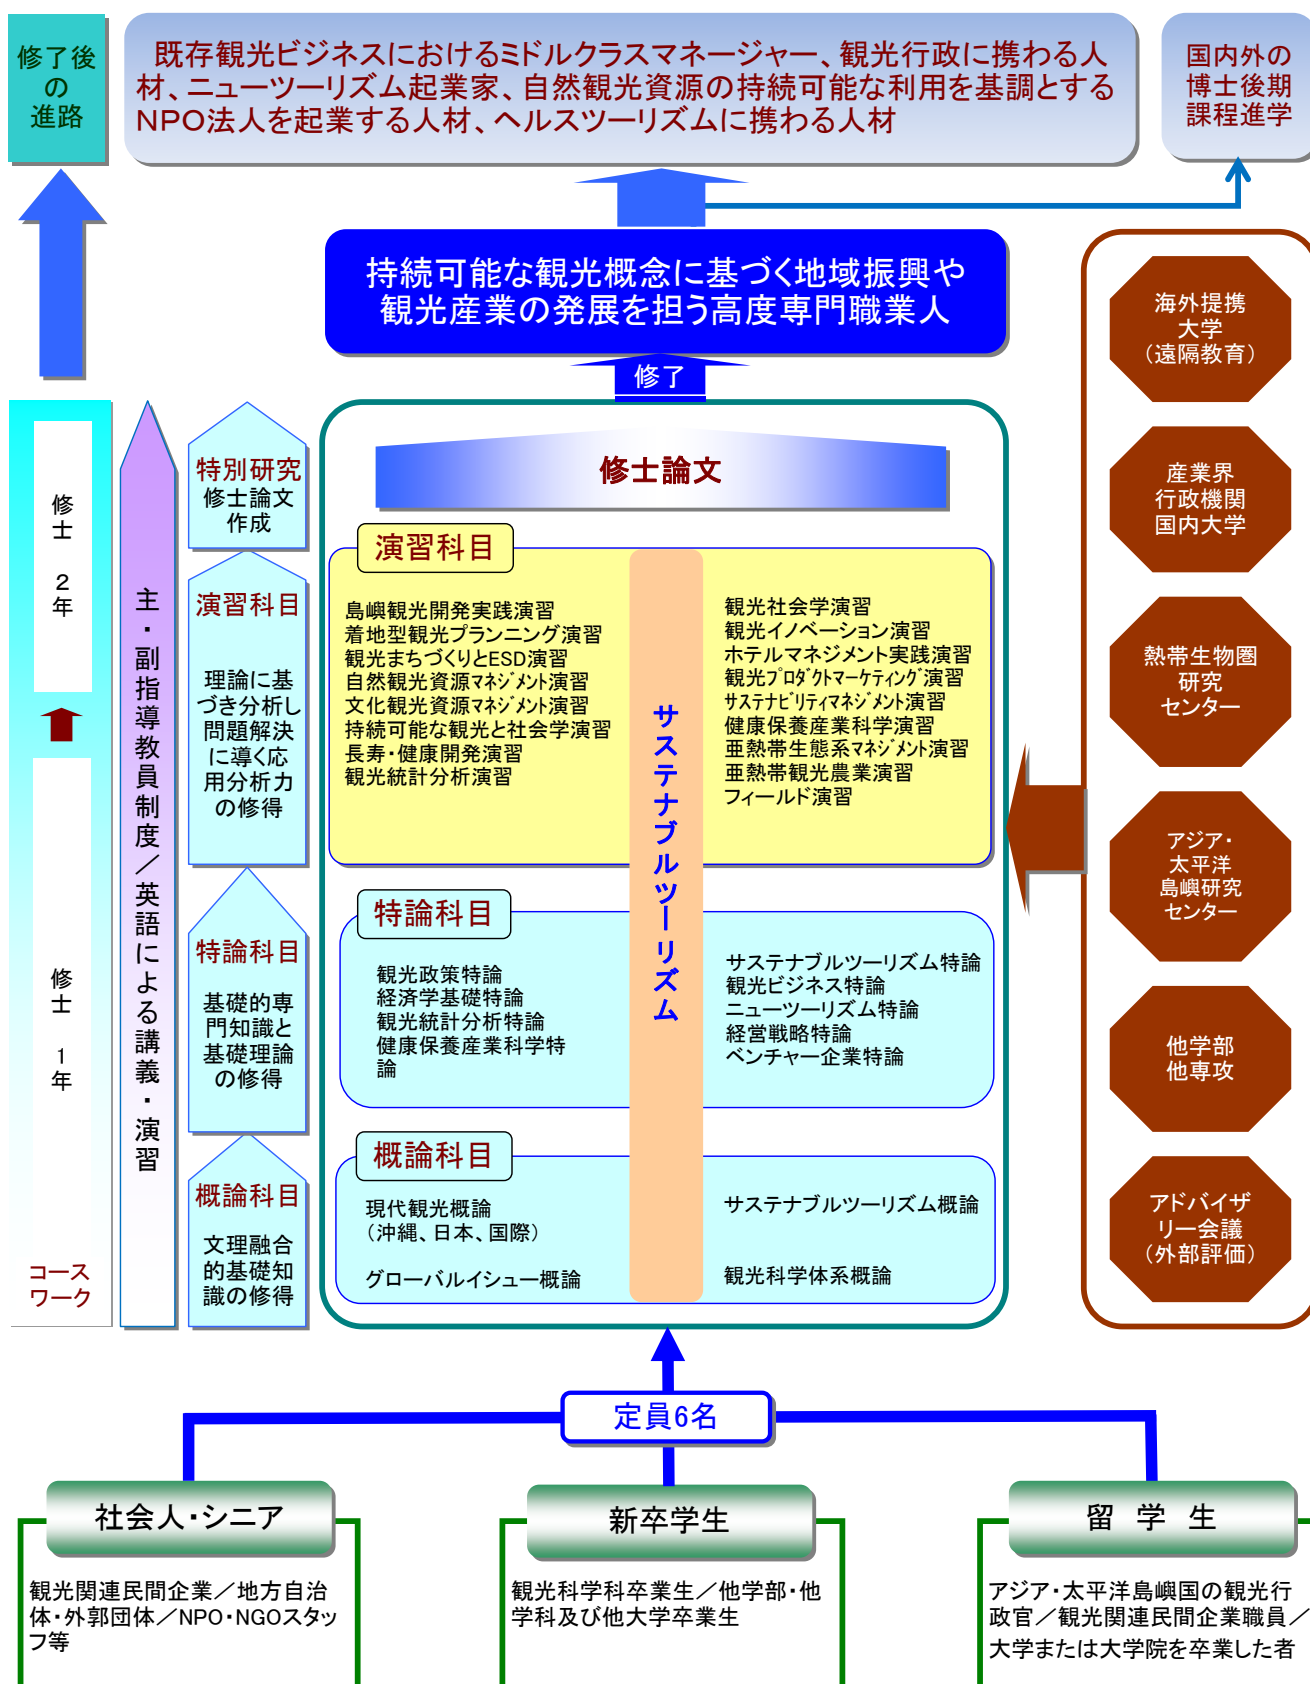 修了後
の
進路
既存観光ビジネスにおけるミドルクラスマネージャー、観光行政に携わる人
材、ニューツーリズム起業家、自然観光資源の持続可能な利用を基調とする
NPO法人を起業する人材、ヘルスツーリズムに携わる人材
国内外の
博士後期
課程進学
持続可能な観光概念に基づく地域振興や
観光産業の発展を担う高度専門職業人
修了
修士 2年
修士 1年
コース
ワーク
主・副指導教員制度／英語による講義・演習
特別研究
修士論文
作成
演習科目
理論に基
づき分析し
問題解決
に導く応
用分析力
の修得
特論科目
基礎的専
門知識と
基礎理論
の修得
概論科目
文理融合
的基礎知
識の修得
修士論文
演習科目
島嶼観光開発実践演習
着地型観光プランニング演習
観光まちづくりとESD演習
自然観光資源マネジメント演習
文化観光資源マネジメント演習
持続可能な観光と社会学演習
長寿・健康開発演習
観光統計分析演習
サステナブルツーリズム
観光社会学演習
観光イノベーション演習
ホテルマネジメント実践演習
観光プロダクトマーケティング演習
サステナビリティマネジメント演習
健康保養産業科学演習
亜熱帯生態系マネジメント演習
亜熱帯観光農業演習
フィールド演習
特論科目
観光政策特論
経済学基礎特論
観光統計分析特論
健康保養産業科学特
論
サステナブルツーリズム特論
観光ビジネス特論
ニューツーリズム特論
経営戦略特論
ベンチャー企業特論
概論科目
現代観光概論
（沖縄、日本、国際）
グローバルイシュー概論
サステナブルツーリズム概論
観光科学体系概論
海外提携
大学
（遠隔教育）
産業界
行政機関
国内大学
熱帯生物圏
研究
センター
アジア・
太平洋
島嶼研究
センター
他学部
他専攻
アドバイザ
リー会議
（外部評価）
定員6名
社会人・シニア
観光関連民間企業／地方自治
体・外郭団体／NPO・NGOスタッ
フ等
新卒学生
観光科学科卒業生／他学部・他
学科及び他大学卒業生
留 学 生
アジア・太平洋島嶼国の観光行
政官／観光関連民間企業職員／
大学または大学院を卒業した者